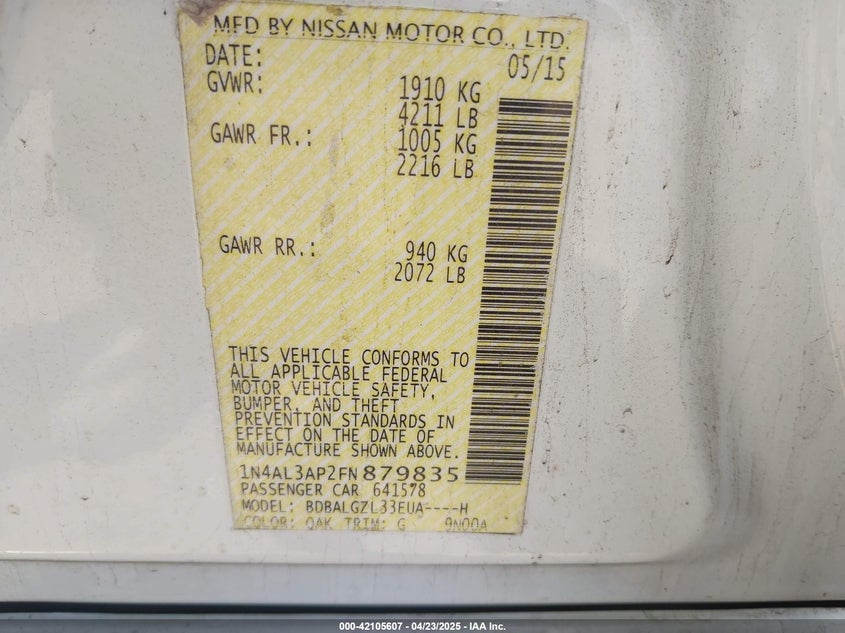 MFD BY NISSAN MOTOR CO., LTD.
DATE: 05/15
GVWR: 1910 KG
4211 LB
GAWR FR.: 1005 KG
2216 LB
GAWR RR.: 940 KG
2072 LB
THIS VEHICLE CONFORMS TO
ALL APPLICABLE FEDERAL
MOTOR VEHICLE SAFETY,
BUMPER, AND THEFT
PREVENTION STANDARDS IN
EFFECT ON THE DATE OF
MANUFACTURE SHOWN ABOVE.
1N4AL3AP2FN879835
PASSENGER CAR 641578
MODEL: BDBALGZL33EUA----H
COLOR: QAK TRIM: G 9N00A
000-42105607 - 04/23/2025 - IAA Inc.